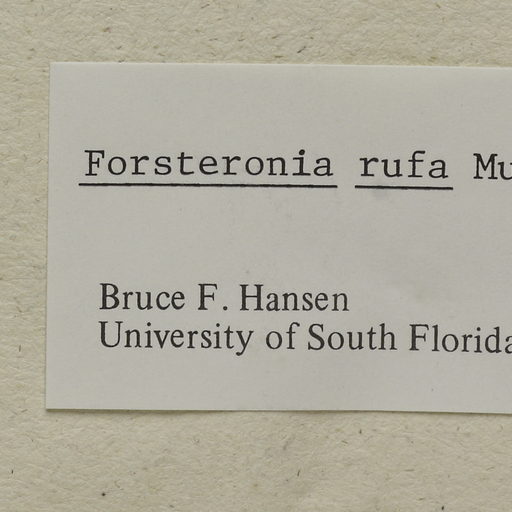 Forsteronia rufa Mu
Bruce F. Hansen
University of South Florida